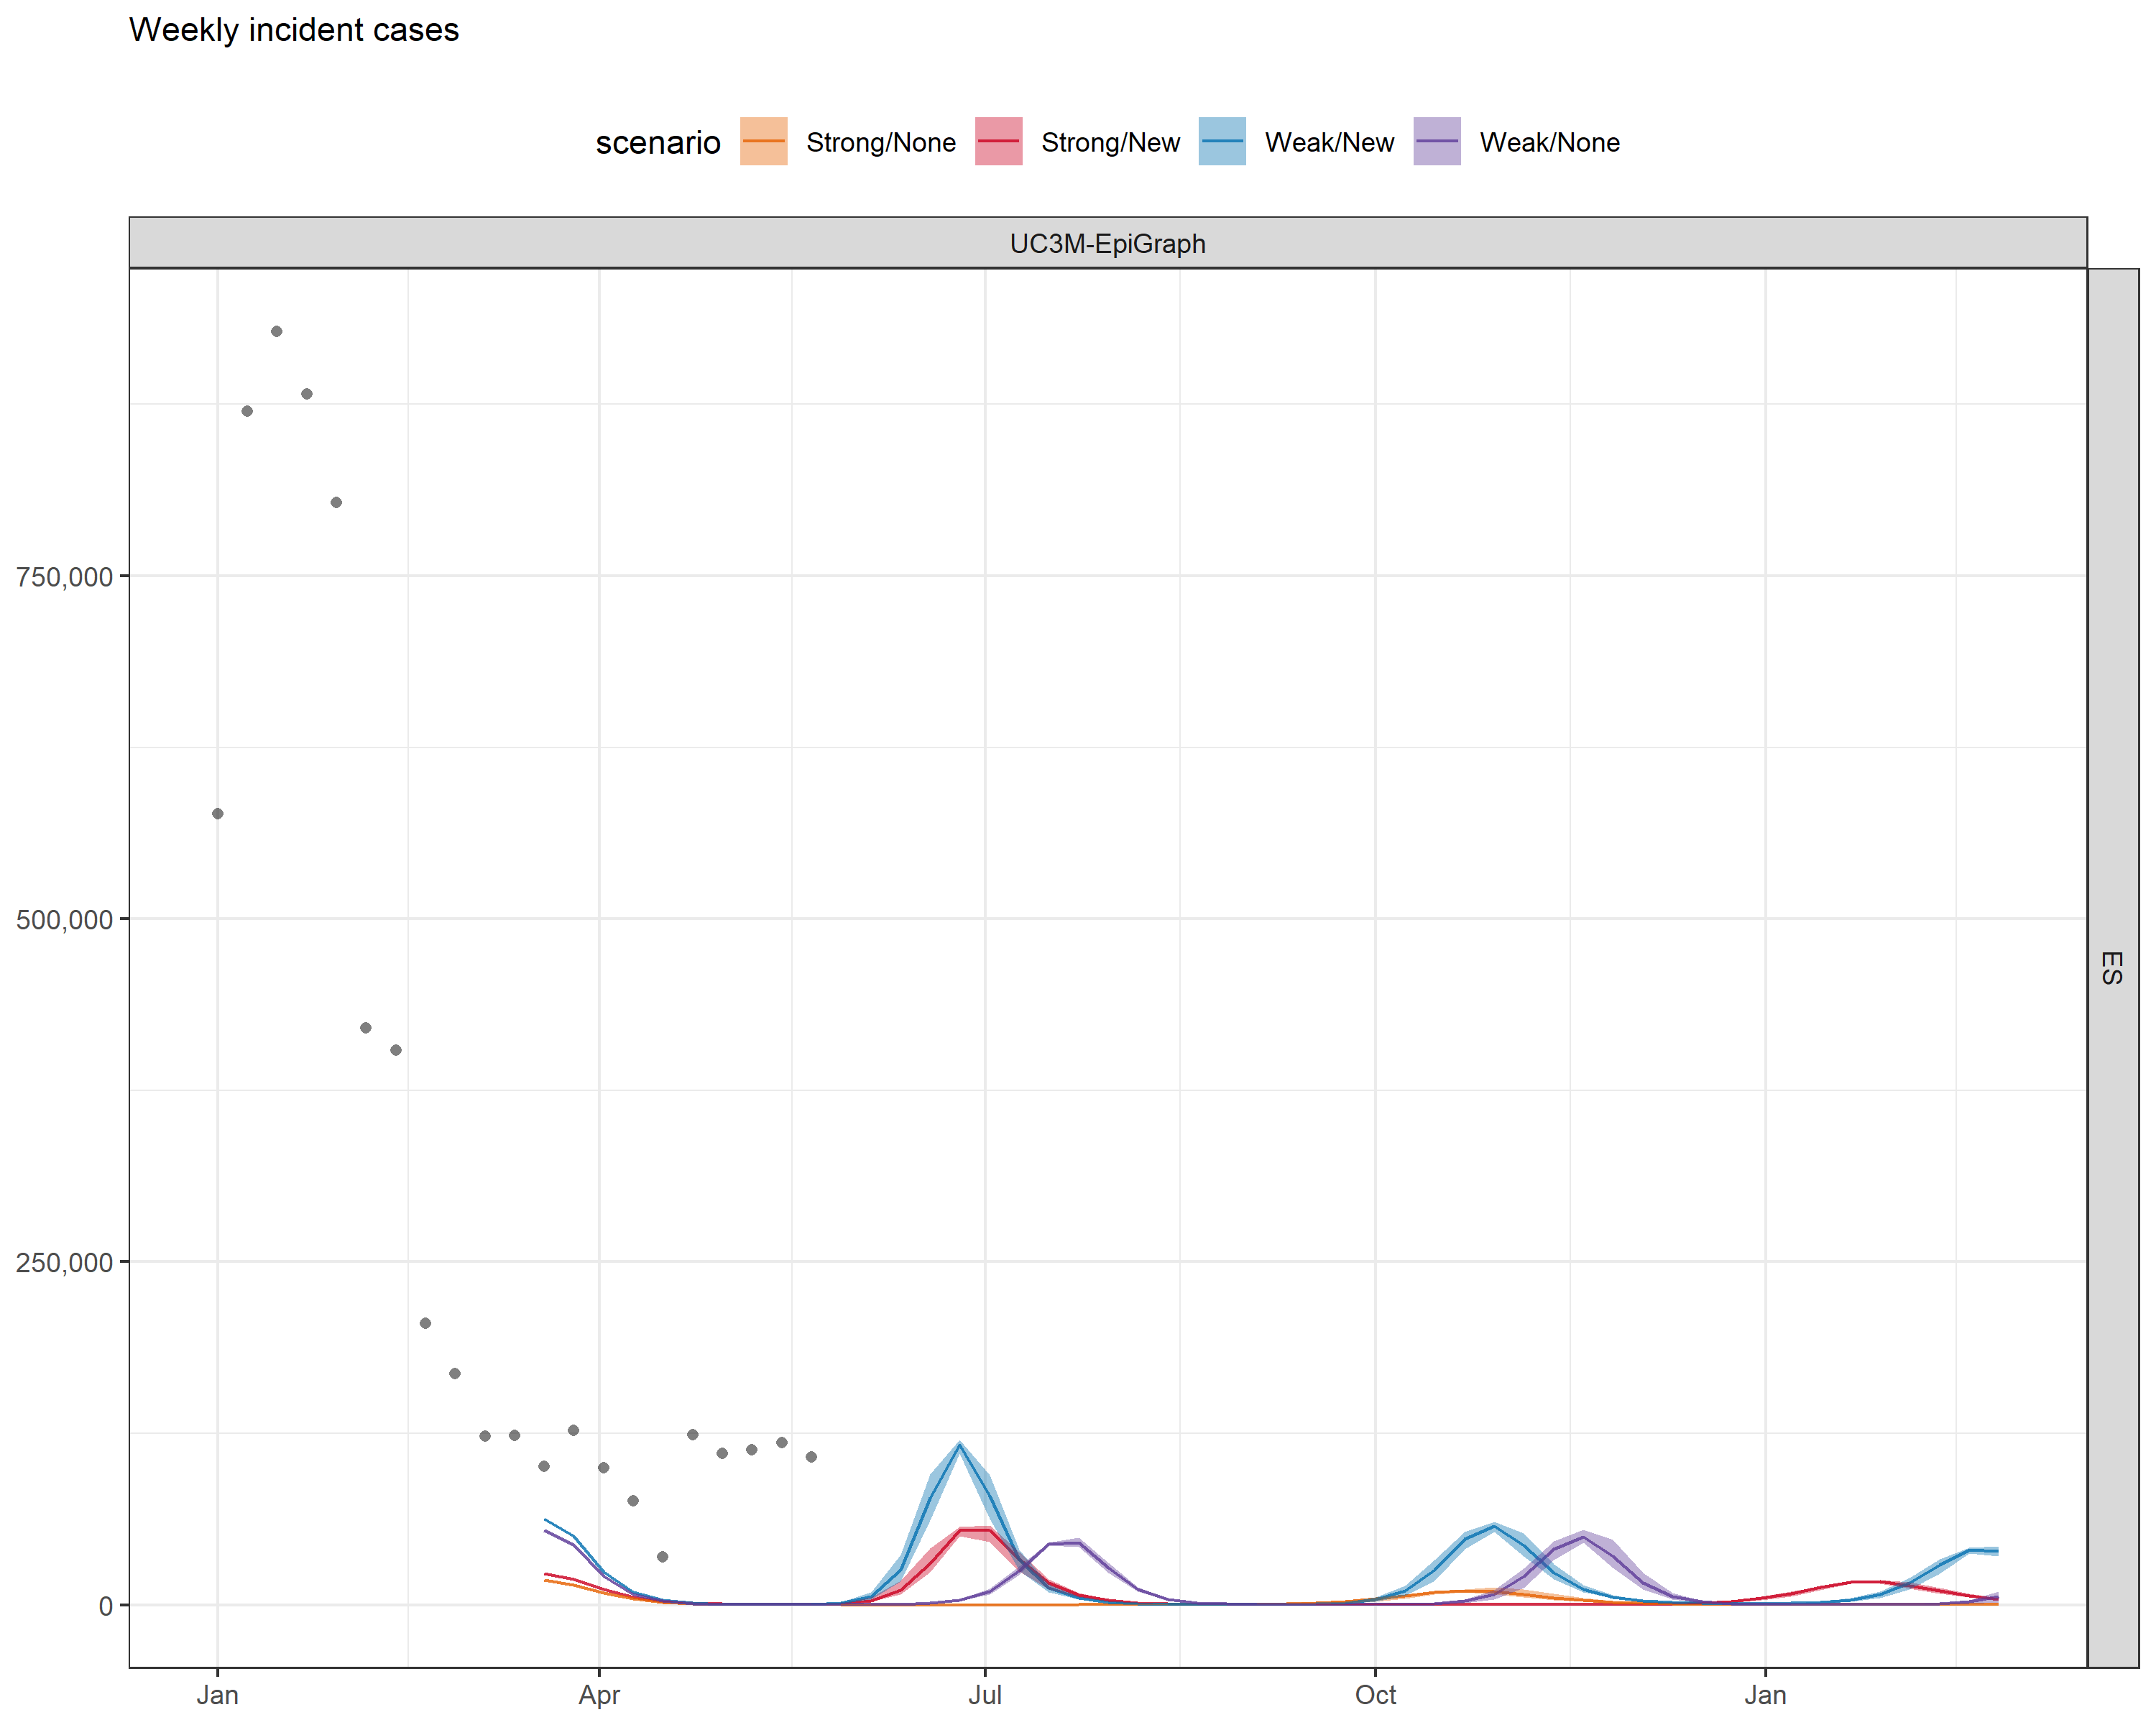 Weekly incident cases
scenario Strong/None Strong/New Weak/New Weak/None
UC3M-EpiGraph
750,000
500,000
250,000
0
ES
Jan Apr Jul Oct Jan